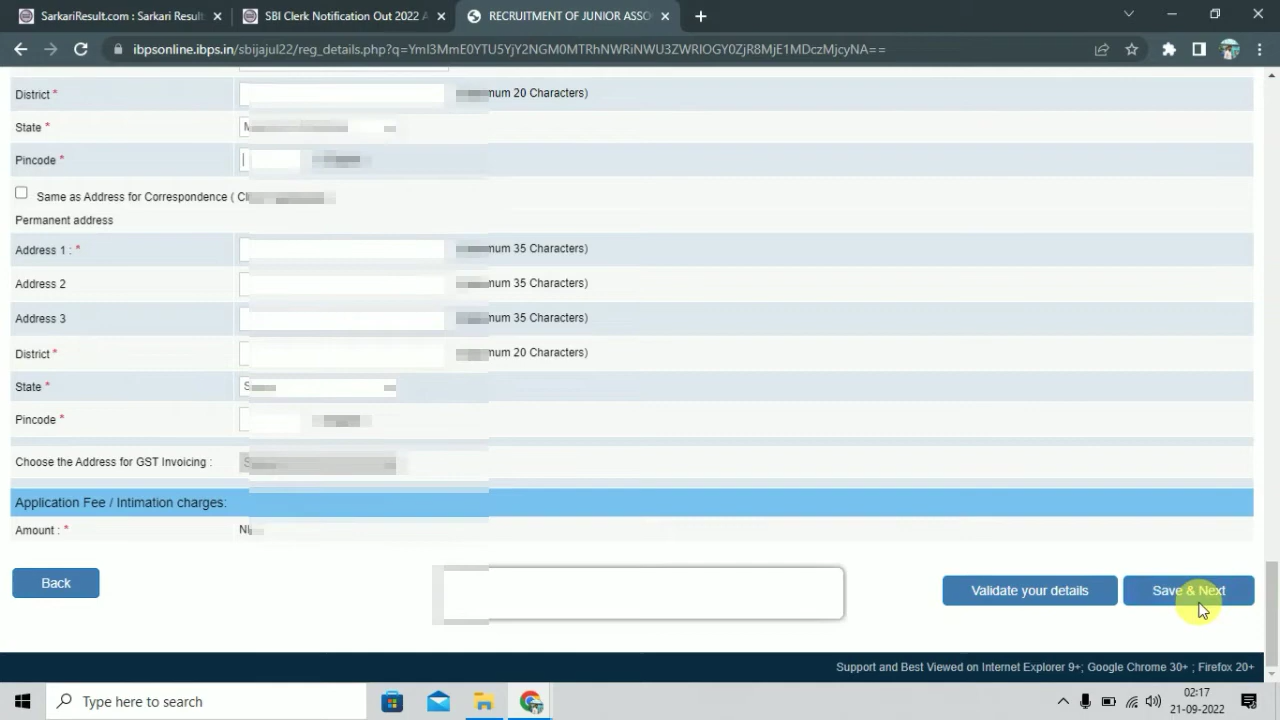 SarkariResult.com : Sarkari Result
SBI Clerk Notification Out 2022 A
RECRUITMENT OF JUNIOR ASSO
ibpsonline.ibps.in/sbijajul22/reg_details.php?q=YmI3MmE0YTU5YjY2NGM0MTRhNWRiNWU3ZWRlOGY0ZjR8MjE1MDczMjcyNA==
District * mum 20 Characters)
State *
Pincode *
Same as Address for Correspondence (
Permanent address
Address 1 : * mum 35 Characters)
Address 2 mum 35 Characters)
Address 3 mum 35 Characters)
District * mum 20 Characters)
State *
Pincode *
Choose the Address for GST Invoicing :
Application Fee / Intimation charges:
Amount : *
Back
Validate your details
Save & Next
Support and Best Viewed on Internet Explorer 9+; Google Chrome 30+ ; Firefox 20+
Type here to search
02:17
21-09-2022